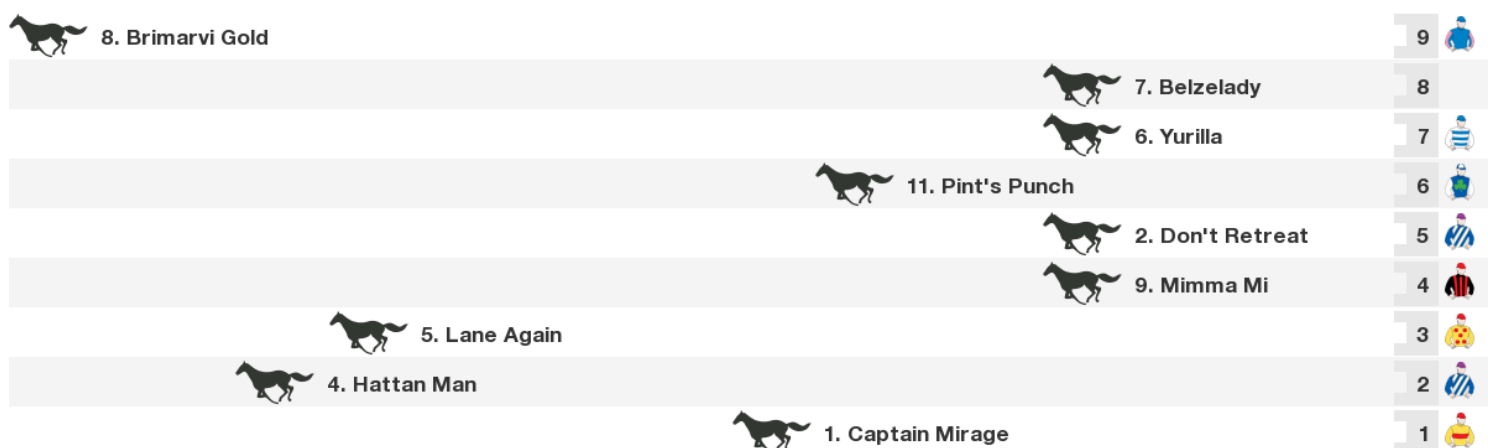 8. Brimarvi Gold 9
7. Belzelady 8
6. Yurilla 7
11. Pint's Punch 6
2. Don't Retreat 5
9. Mimma Mi 4
5. Lane Again 3
4. Hattan Man 2
1. Captain Mirage 1